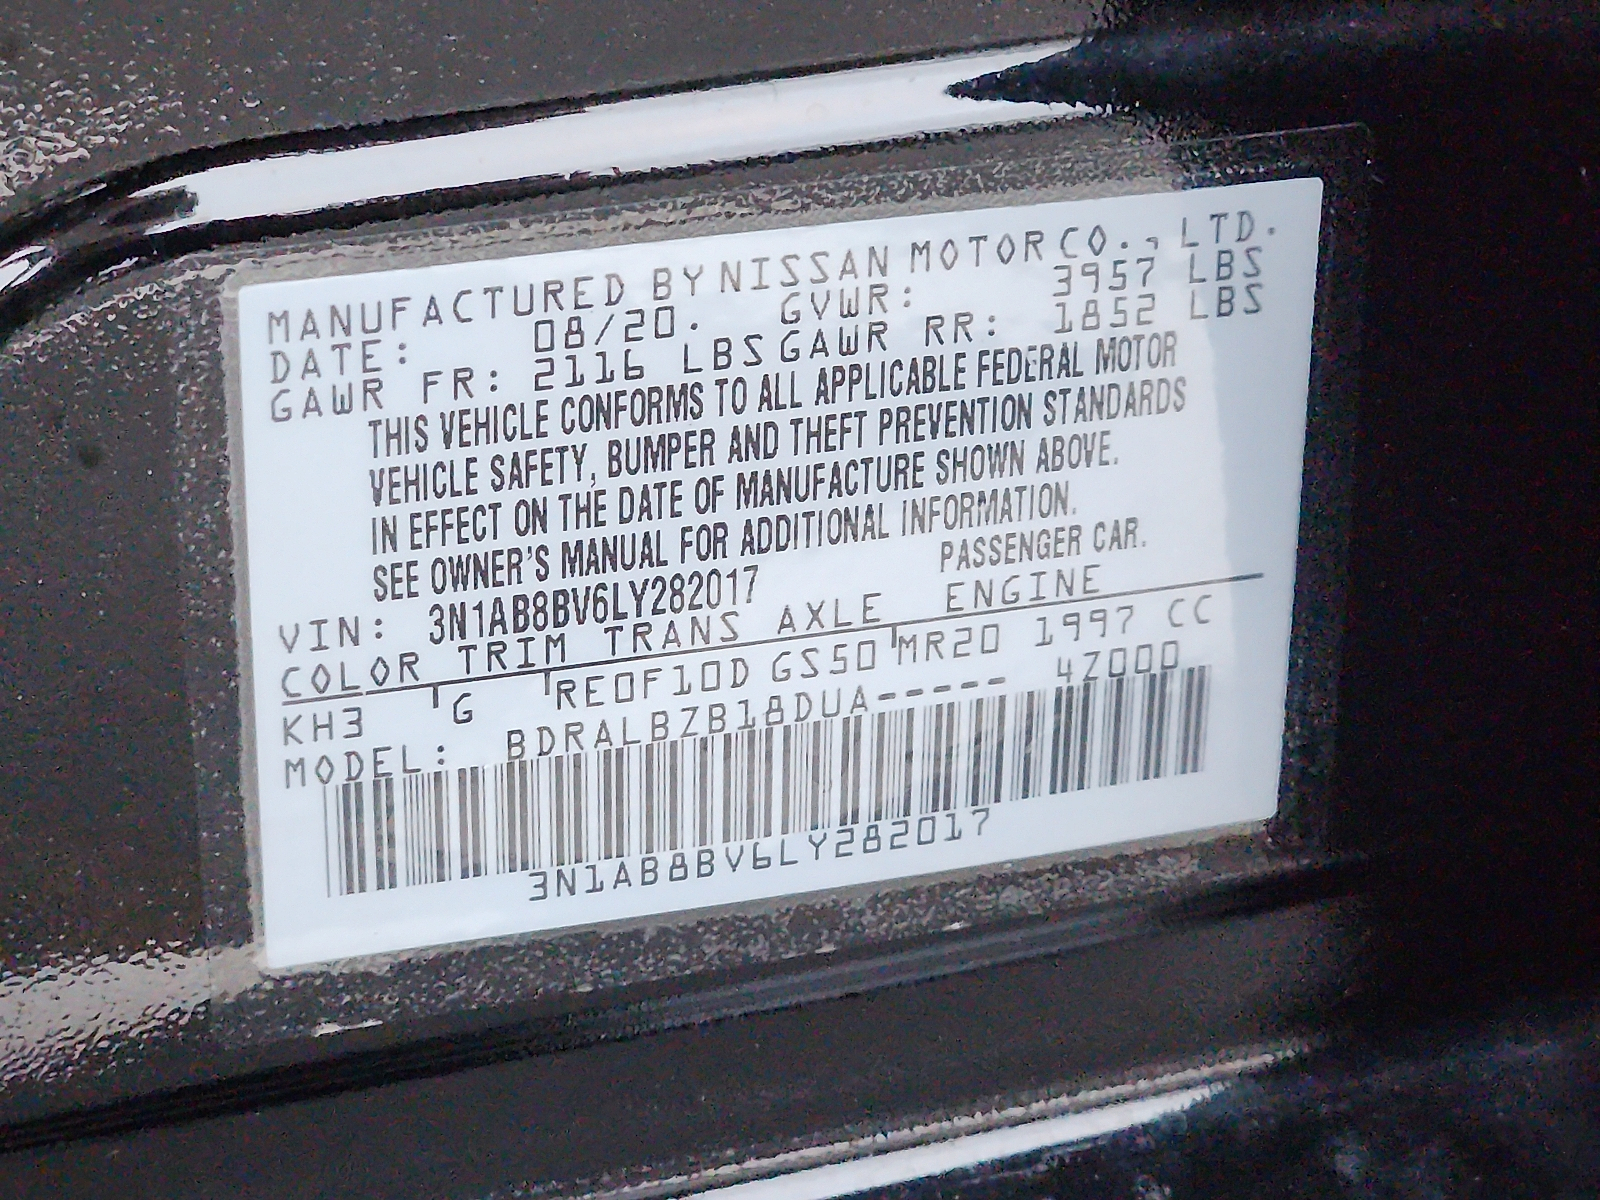 MANUFACTURED BY NISSAN MOTOR CO., LTD.
DATE: 08/20. GVWR: 3957 LBS
GAWR FR: 2116 LBS GAWR RR: 1852 LBS
THIS VEHICLE CONFORMS TO ALL APPLICABLE FEDERAL MOTOR
VEHICLE SAFETY, BUMPER AND THEFT PREVENTION STANDARDS
IN EFFECT ON THE DATE OF MANUFACTURE SHOWN ABOVE.
SEE OWNER'S MANUAL FOR ADDITIONAL INFORMATION.
VIN: 3N1AB8BV6LY282017 PASSENGER CAR.
COLOR TRIM TRANS AXLE ENGINE
KH3 G RE0F10D GS50 MR20 1997 CC
MODEL: BDRALBZB18DUA----- 4Z000
3N1AB8BV6LY282017